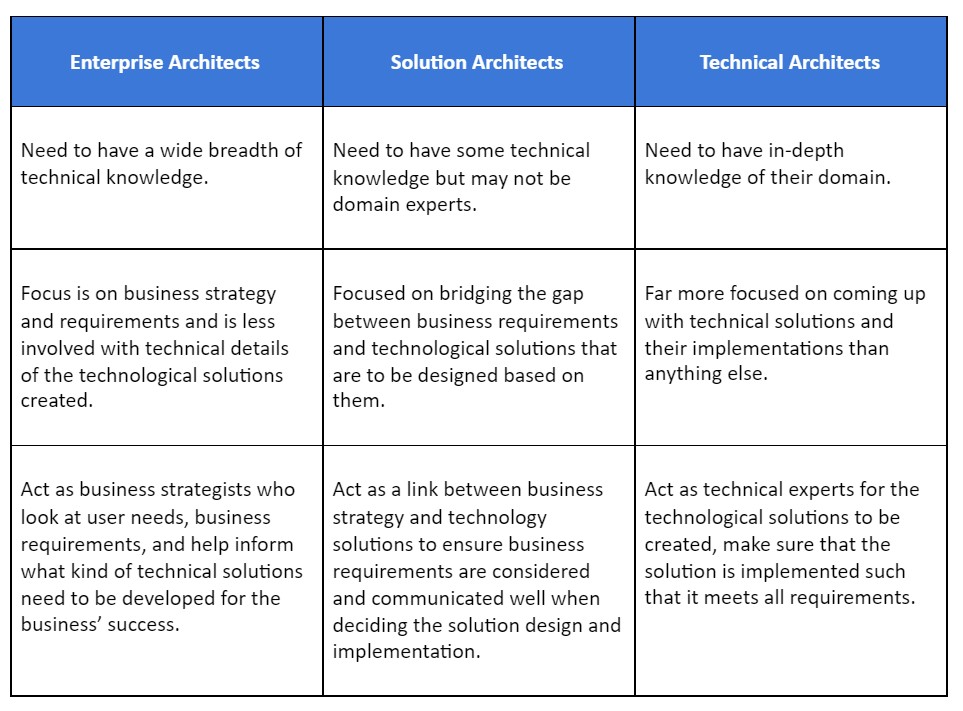 Enterprise Architects
Solution Architects
Technical Architects
Need to have a wide breadth of
technical knowledge.
Need to have some technical
knowledge but may not be
domain experts.
Need to have in-depth
knowledge of their domain.
Focus is on business strategy
and requirements and is less
involved with technical details
of the technological solutions
created.
Focused on bridging the gap
between business requirements
and technological solutions that
are to be designed based on
them.
Far more focused on coming up
with technical solutions and
their implementations than
anything else.
Act as business strategists who
look at user needs, business
requirements, and help inform
what kind of technical solutions
need to be developed for the
business’ success.
Act as a link between business
strategy and technology
solutions to ensure business
requirements are considered
and communicated well when
deciding the solution design and
implementation.
Act as technical experts for the
technological solutions to be
created, make sure that the
solution is implemented such
that it meets all requirements.